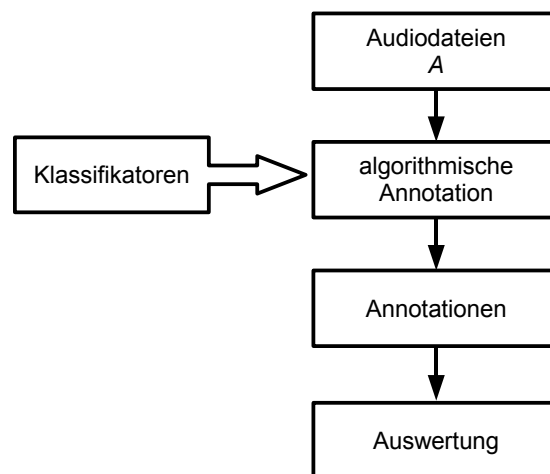 Audiodateien
A
Klassifikatoren
algorithmische
Annotation
Annotationen
Auswertung